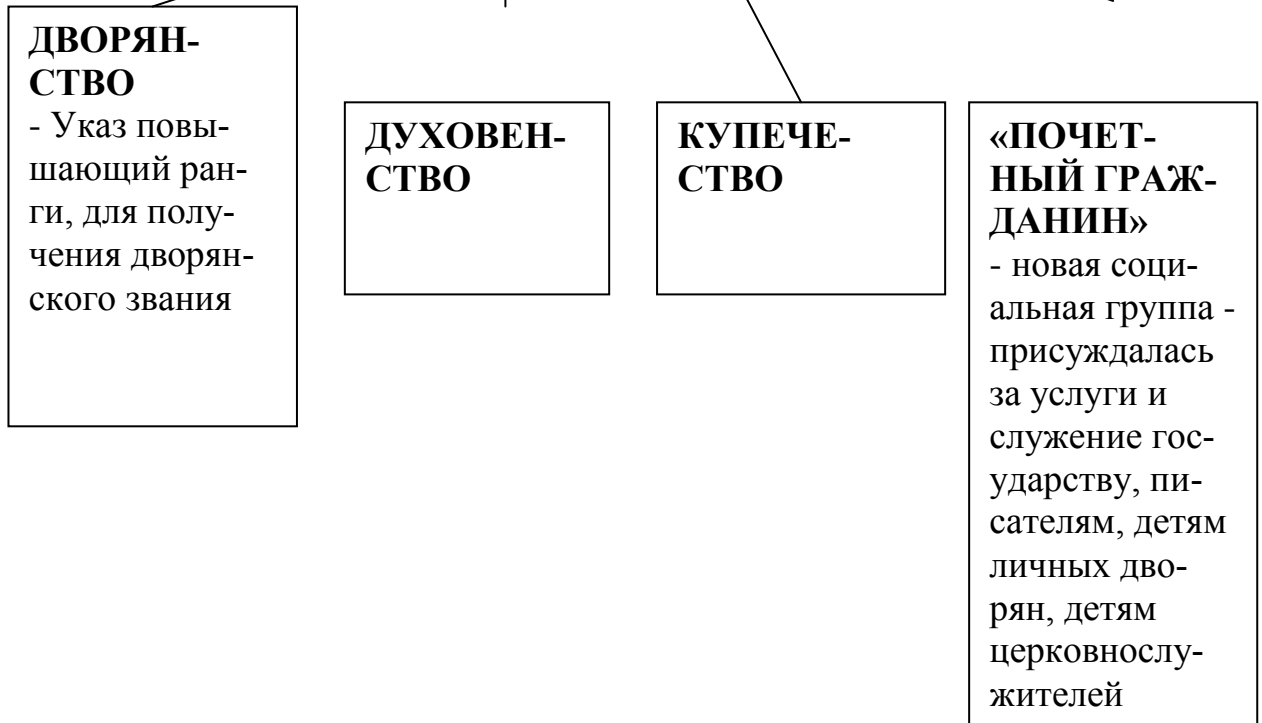 ДВОРЯН-
СТВО
- Указ повы-
шающий ран-
ги, для полу-
чения дворян-
ского звания
ДУХОВЕН-
СТВО
КУПЕЧЕ-
СТВО
«ПОЧЕТ-
НЫЙ ГРАЖ-
ДАНИН»
- новая соци-
альная группа -
присуждалась
за услуги и
служение гос-
ударству, пи-
сателям, детям
личных дво-
рян, детям
церковнослу-
жителей